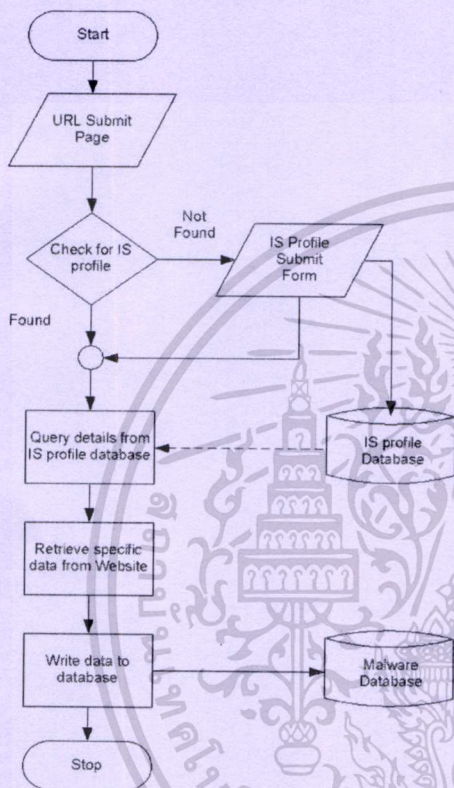 Start
URL Submit
Page
Check for IS
profile
Not
Found
IS Profile
Submit
Form
Found
Query details from
IS profile database
IS profile
Database
Retrieve specific
data from Website
Write data to
database
Malware
Database
Stop